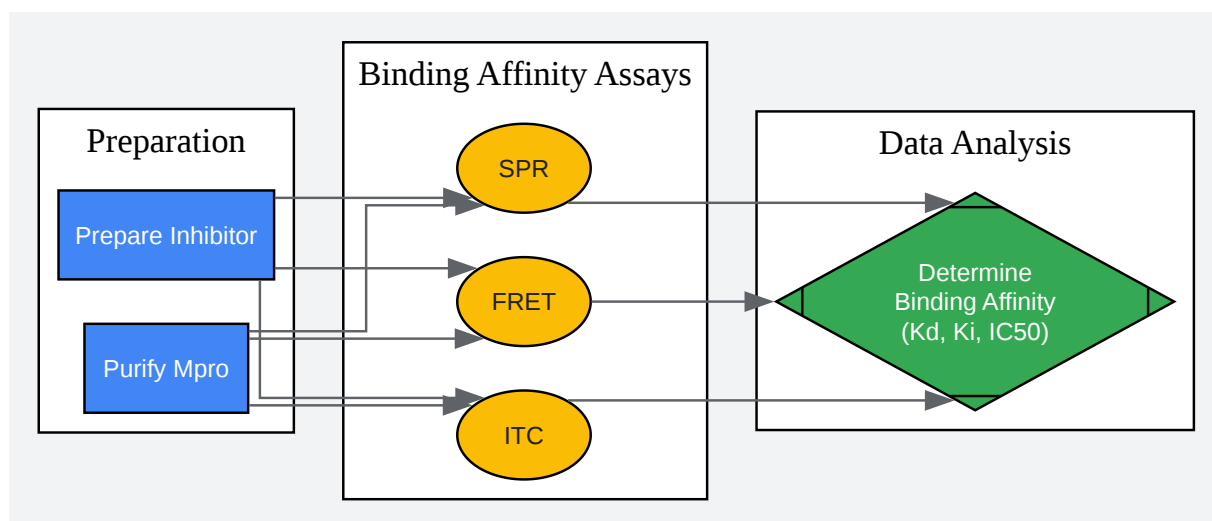 Preparation
Prepare Inhibitor
Purify Mpro
Binding Affinity Assays
SPR
FRET
ITC
Data Analysis
Determine
Binding Affinity
(Kd, Ki, IC50)